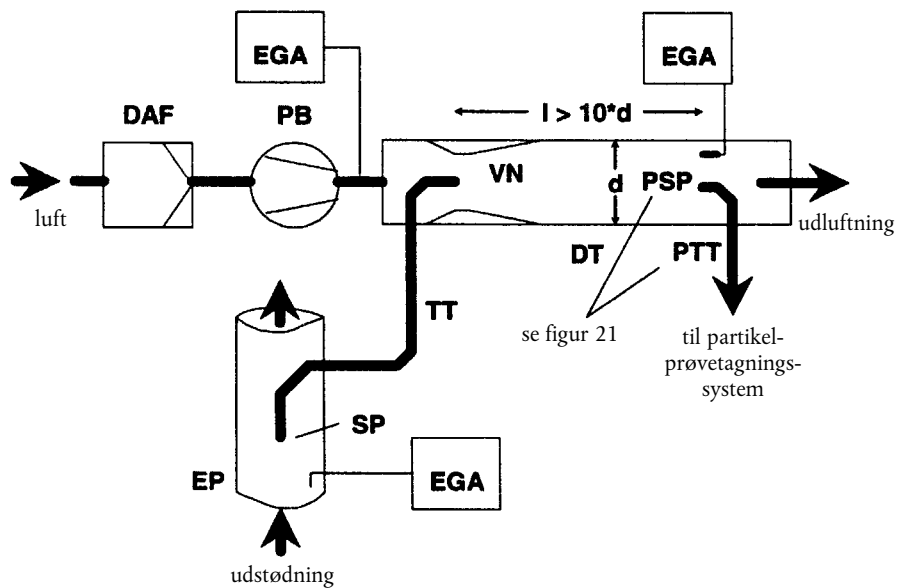 EGA
EGA
DAF
PB
l > 10*d
VN
d
PSP
luft
udluftning
DT
PTT
TT
se figur 21
til partikel-
prøvetagnings-
system
SP
EP
EGA
udstødning